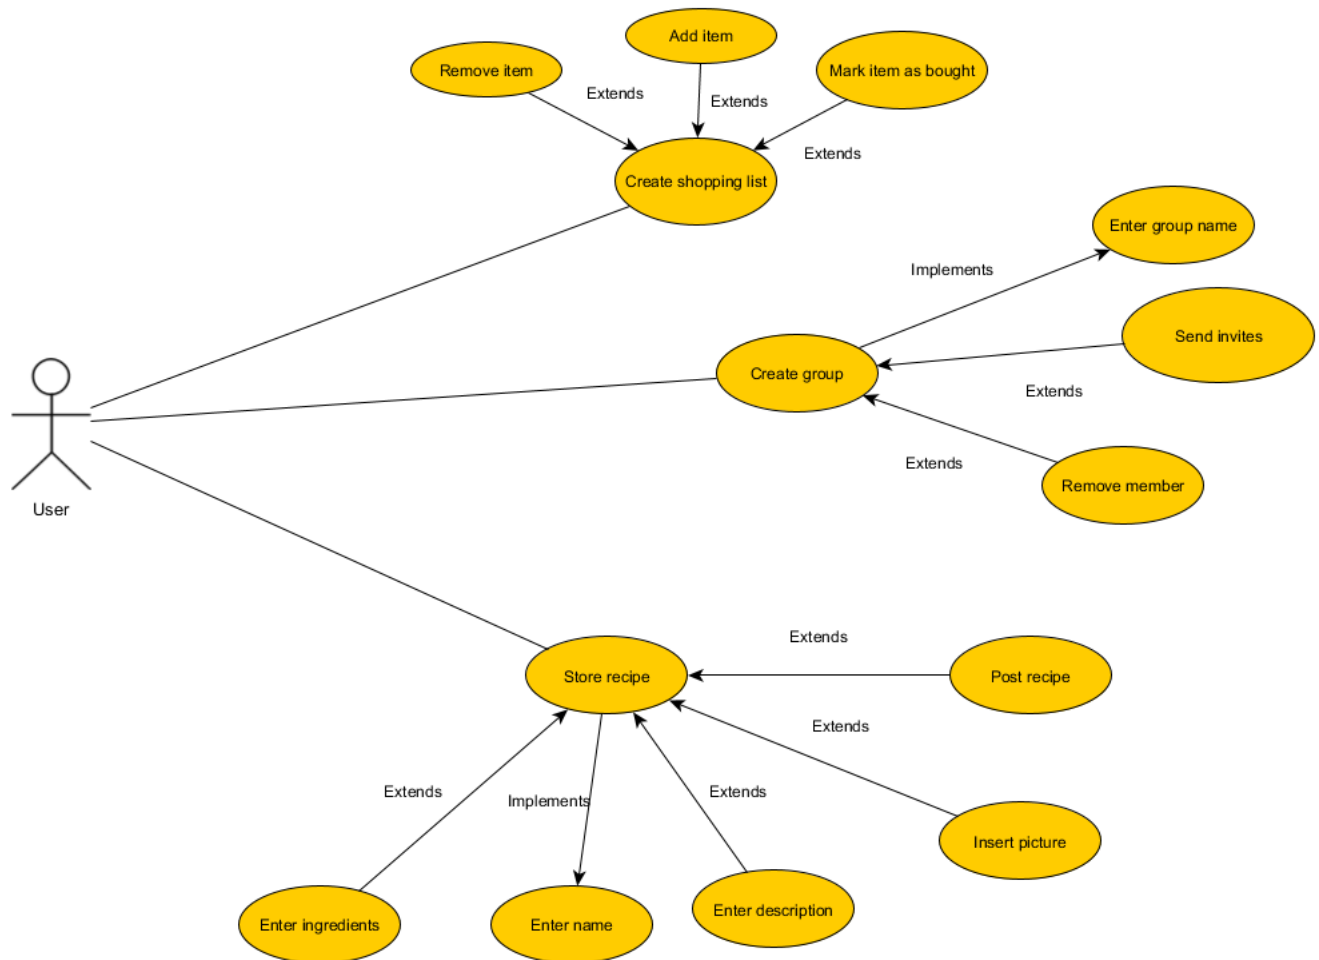 Add item
Remove item
Mark item as bought
Extends
Extends
Extends
Create shopping list
Enter group name
Implements
Send invites
Create group
Extends
Extends
Remove member
User
Extends
Store recipe
Post recipe
Extends
Extends
Implements
Extends
Insert picture
Enter ingredients
Enter name
Enter description